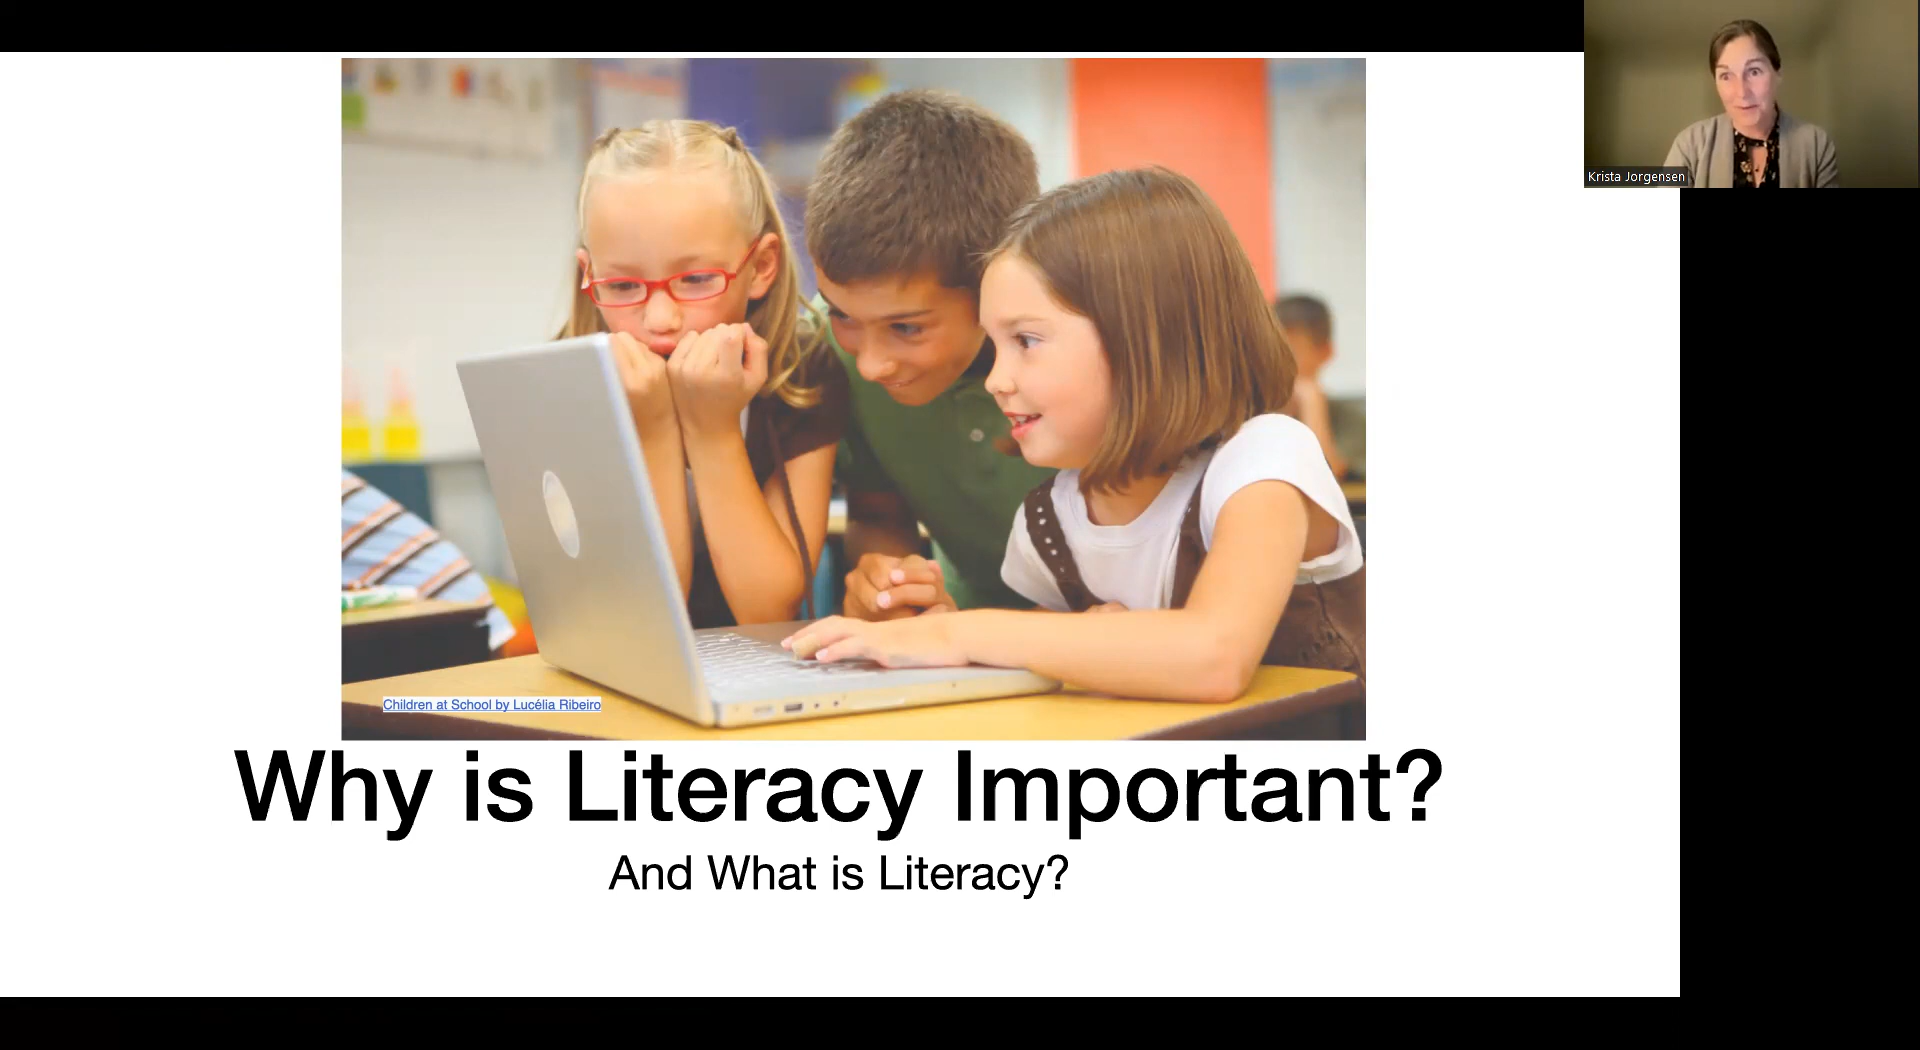 Krista Jorgensen
Children at School by Lucélia Ribeiro
Why is Literacy Important?
And What is Literacy?